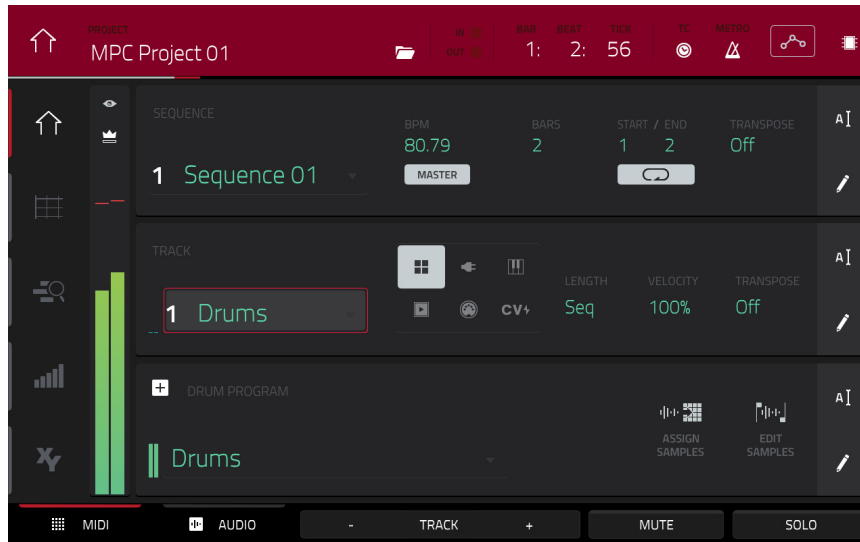 PROJECT
MPC Project 01
IN
OUT
BAR BEAT TICK
1: 2: 56
TC
METRO
SEQUENCE
1 Sequence 01
BPM
80.79
MASTER
BARS
2
START / END
1 2
TRANSPOSE
Off
TRACK
1 Drums
CV
LENGTH
Seq
VELOCITY
100%
TRANSPOSE
Off
DRUM PROGRAM
Drums
ASSIGN
SAMPLES
EDIT
SAMPLES
A
A
A
XY
MIDI AUDIO - TRACK + MUTE SOLO